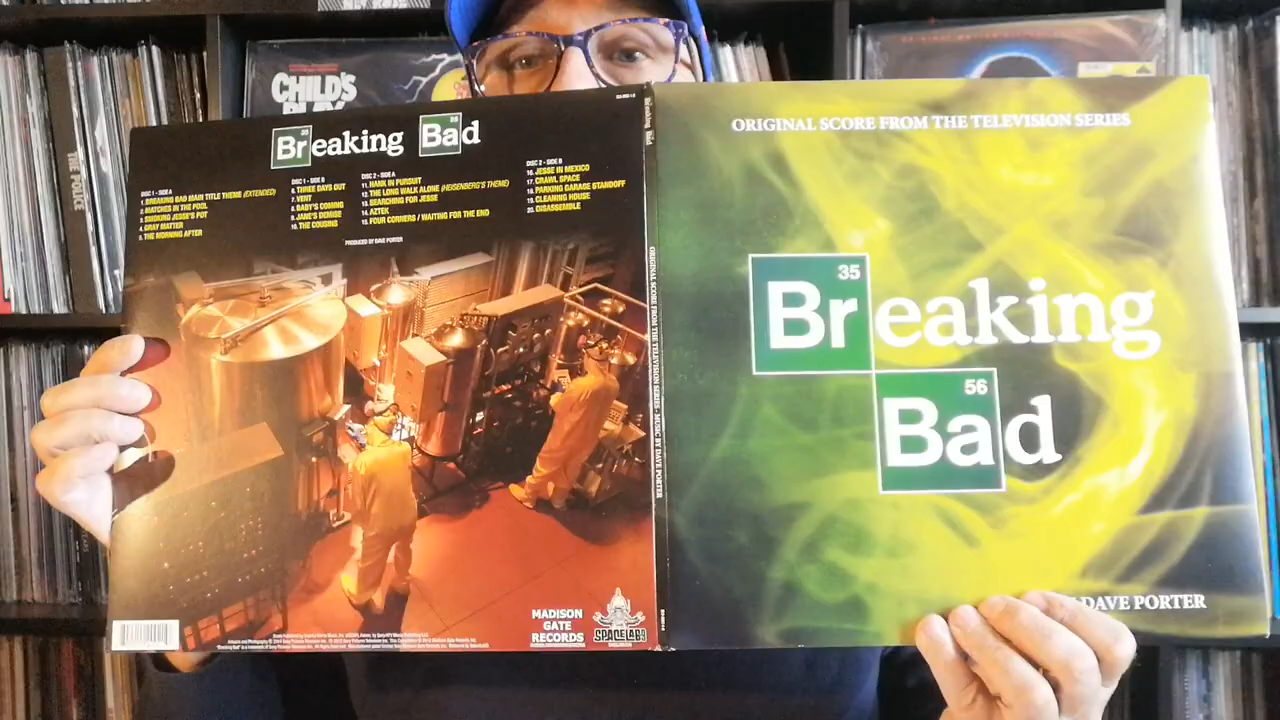 CHILD'S
PLAY
THE POLICE
35 56
Breaking Bad
DISC 1 - SIDE A
1. BREAKING BAD MAIN TITLE THEME (EXTENDED)
2. MATCHES IN THE POOL
3. SMOKING JESSE'S POT
4. GRAY MATTER
5. THE MORNING AFTER
DISC 1 - SIDE B
6. THREE DAYS OUT
7. VENT
8. BABY'S COMING
9. JANE'S DEMISE
10. THE COUSINS
DISC 2 - SIDE A
11. HANK IN PURSUIT
12. THE LONG WALK ALONE (HEISENBERG'S THEME)
13. SEARCHING FOR JESSE
14. AZTEK
15. FOUR CORNERS / WAITING FOR THE END
DISC 2 - SIDE B
16. JESSE IN MEXICO
17. CRAWL SPACE
18. PARKING GARAGE STANDOFF
19. CLEANING HOUSE
20. DISASSEMBLE
PRODUCED BY DAVE PORTER
MADISON
GATE
RECORDS
SPACELAB9
Breaking Bad
ORIGINAL SCORE FROM THE TELEVISION SERIES · MUSIC BY DAVE PORTER
ORIGINAL SCORE FROM THE TELEVISION SERIES
35
Breaking
56
Bad
DAVE PORTER